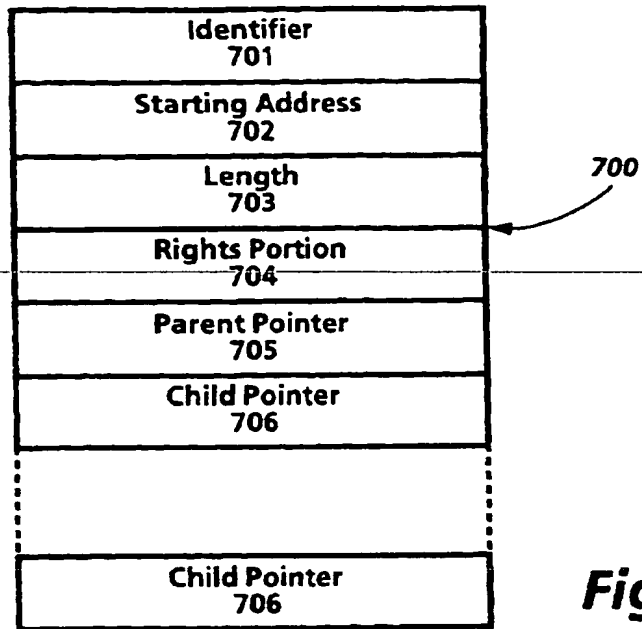 Identifier
701
Starting Address
702
Length
703
700
Rights Portion
704
Parent Pointer
705
Child Pointer
706
Child Pointer
706
Fig